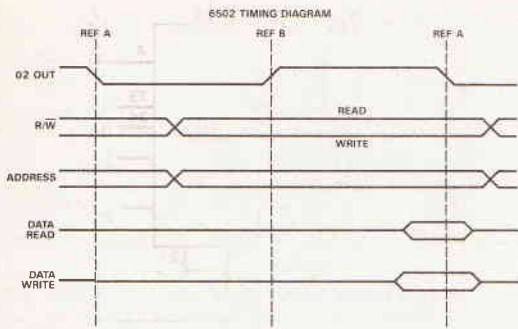 6502 TIMING DIAGRAM
REF A REF B REF A
02 OUT
R/W̅ READ
WRITE
ADDRESS
DATA
READ
DATA
WRITE